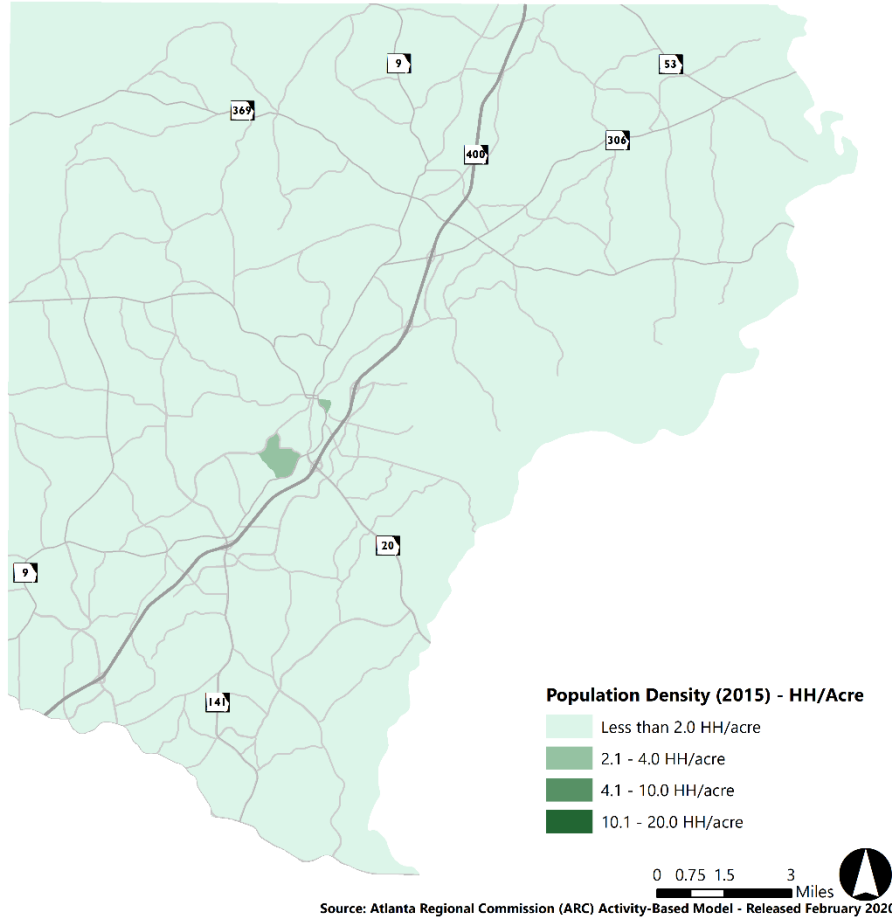 9
53
369
306
400
20
9
141
Population Density (2015) - HH/Acre
Less than 2.0 HH/acre
2.1 - 4.0 HH/acre
4.1 - 10.0 HH/acre
10.1 - 20.0 HH/acre
0 0.75 1.5 3
Miles
Source: Atlanta Regional Commission (ARC) Activity-Based Model - Released February